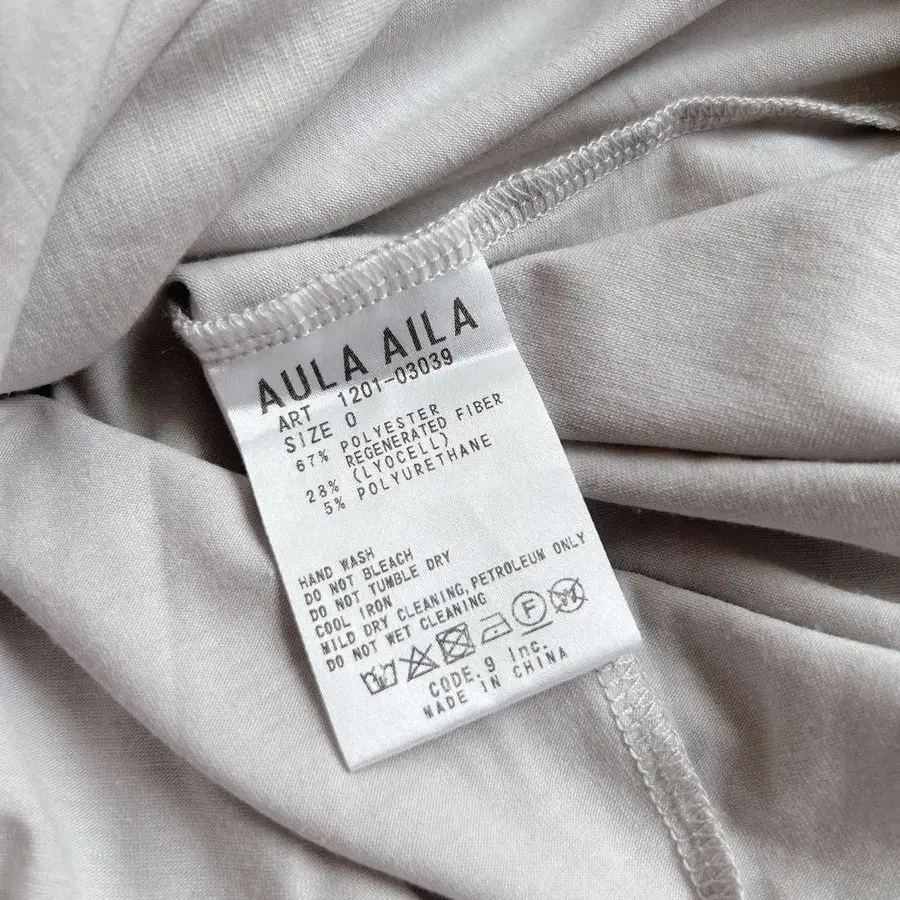 AULA AILA
ART 1201-03039
SIZE 0
67% POLYESTER
REGENERATED FIBER
28% (LYOCELL)
5% POLYURETHANE
HAND WASH
DO NOT BLEACH
DO NOT TUMBLE DRY
COOL IRON
MILD DRY CLEANING,PETROLEUM ONLY
DO NOT WET CLEANING
F W
CODE.9 Inc.
MADE IN CHINA